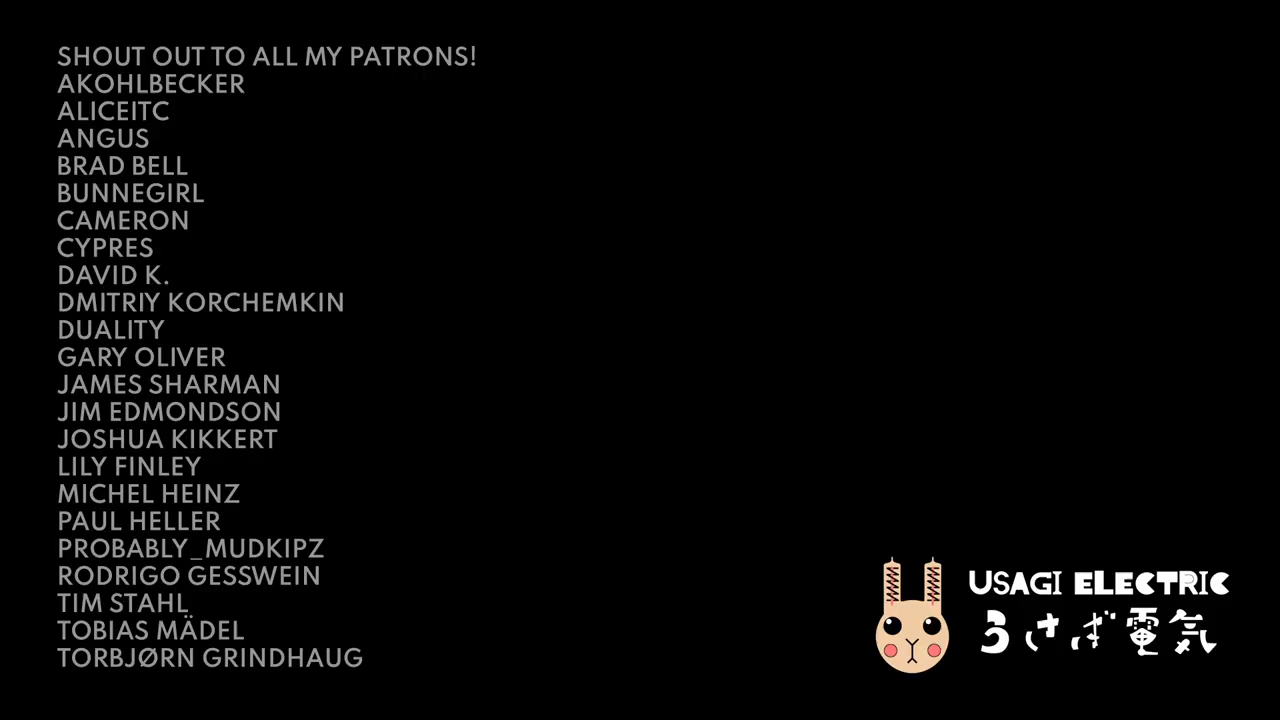 SHOUT OUT TO ALL MY PATRONS!
AKOHLBECKER
ALICEITC
ANGUS
BRAD BELL
BUNNEGIRL
CAMERON
CYPRES
DAVID K.
DMITRIY KORCHEMKIN
DUALITY
GARY OLIVER
JAMES SHARMAN
JIM EDMONDSON
JOSHUA KIKKERT
LILY FINLEY
MICHEL HEINZ
PAUL HELLER
PROBABLY_MUDKIPZ
RODRIGO GESSWEIN
TIM STAHL
TOBIAS MÄDEL
TORBJØRN GRINDHAUG
USAGI ELECTRIC
うさぎ電気